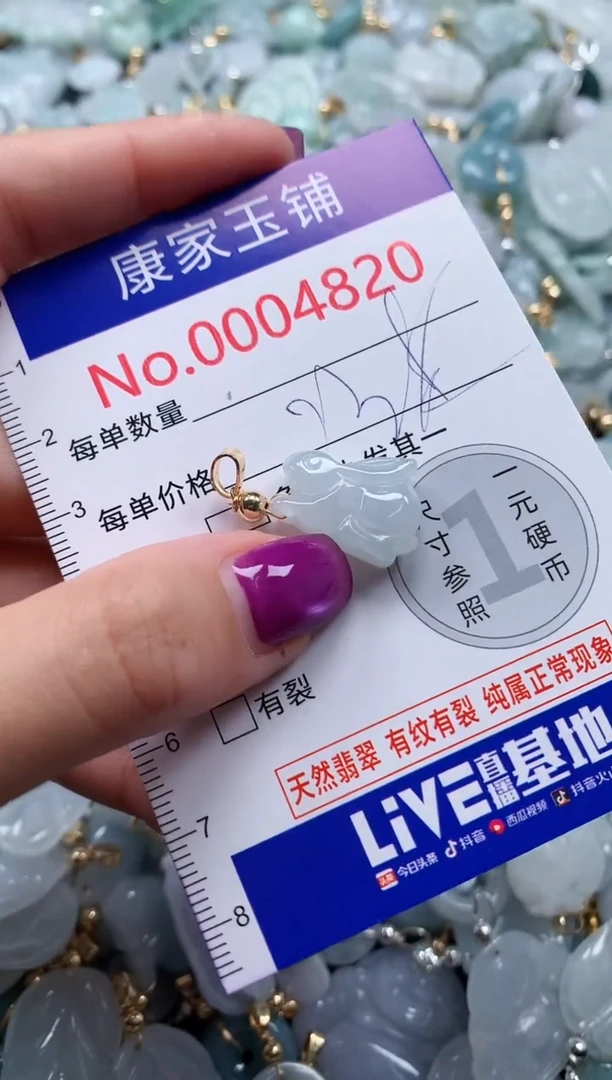 康家玉铺
No.0004820
1
每单数量
2
每单价格
3
发其一
一元硬币
1
尺寸参照
有裂
6
天然翡翠 有纹有裂 纯属正常现象
7
LiVE直播基地
今日头条 抖音 西瓜视频 抖音火山
8